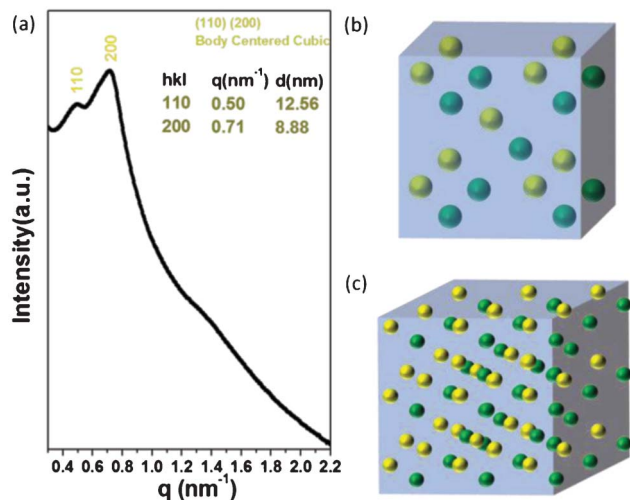 (a)
(110) (200)
Body Centered Cubic
110
200
hkl q(nm⁻¹) d(nm)
110 0.50 12.56
200 0.71 8.88
Intensity(a.u.)
0.4 0.6 0.8 1.0 1.2 1.4 1.6 1.8 2.0 2.2
q (nm⁻¹)
(b)
(c)